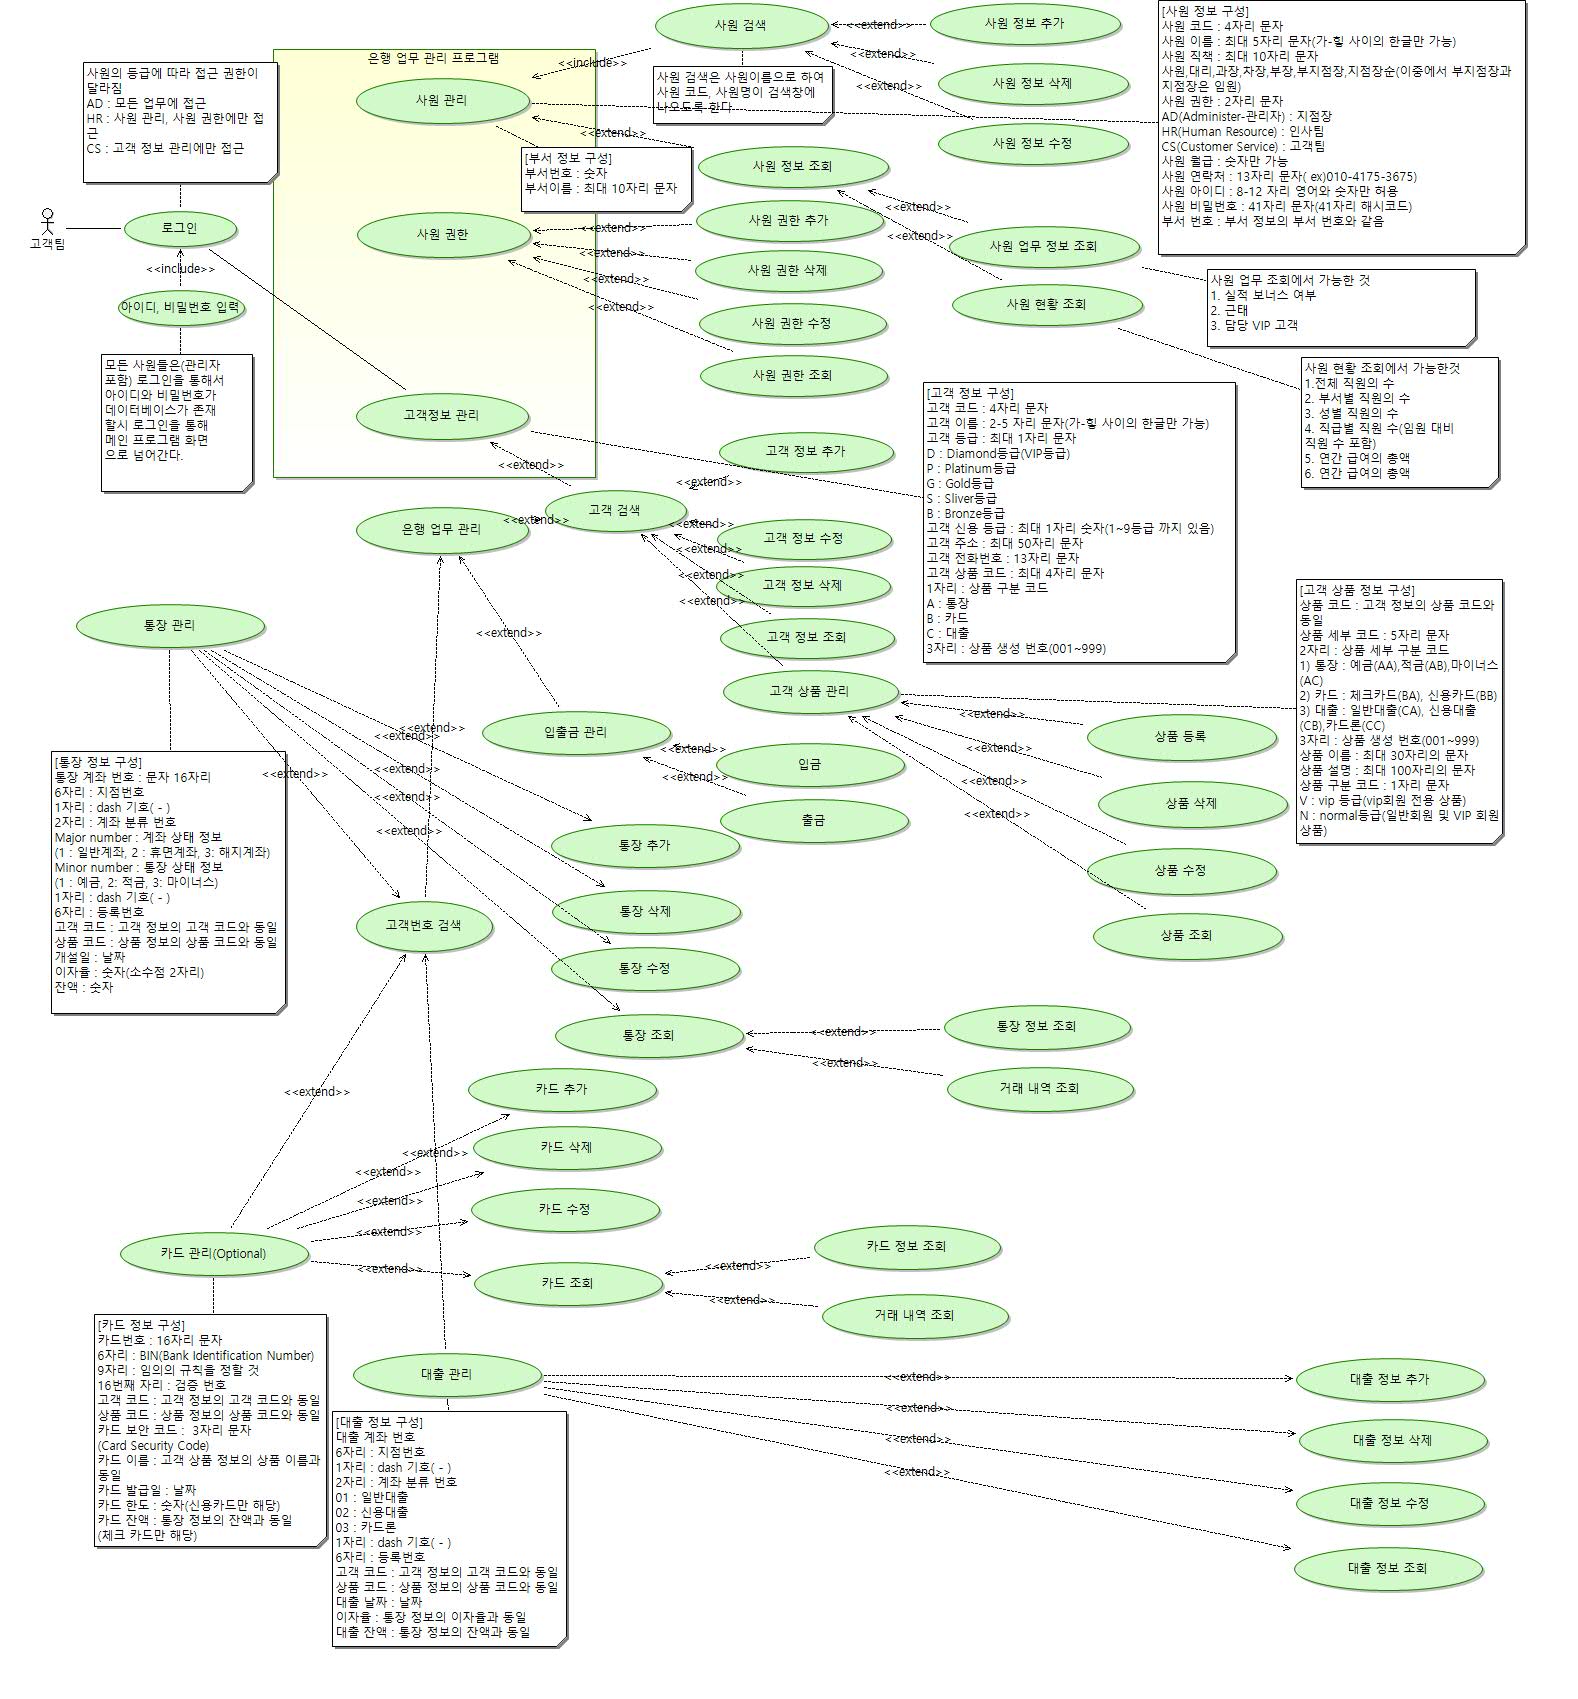 사원 검색
<<extend>>
사원 정보 추가
<<extend>>
사원 정보 삭제
<<extend>>
사원 정보 수정
<<include>>
은행 업무 관리 프로그램
사원 관리
사원 검색은 사원이름으로 하여
사원 코드, 사원명이 검색창에
나오도록 한다
[사원 정보 구성]
사원 코드 : 4자리 문자
사원 이름 : 최대 5자리 문자(가-힣 사이의 한글만 가능)
사원 직책 : 최대 10자리 문자
사원,대리,과장,차장,부장,부지점장,지점장순(이중에서 부지점장과
지점장은 임원)
사원 권한 : 2자리 문자
AD(Administer-관리자) : 지점장
HR(Human Resource) : 인사팀
CS(Customer Service) : 고객팀
사원 월급 : 숫자만 가능
사원 연락처 : 13자리 문자( ex)010-4175-3675)
사원 아이디 : 8-12 자리 영어와 숫자만 허용
사원 비밀번호 : 41자리 문자(41자리 해시코드)
부서 번호 : 부서 정보의 부서 번호와 같음
사원의 등급에 따라 접근 권한이
달라짐
AD : 모든 업무에 접근
HR : 사원 관리, 사원 권한에만 접
근
CS : 고객 정보 관리에만 접근
<<extend>>
[부서 정보 구성]
부서번호 : 숫자
부서이름 : 최대 10자리 문자
사원 정보 조회
<<extend>>
<<extend>>
사원 업무 정보 조회
사원 현황 조회
고객팀
로그인
<<include>>
아이디, 비밀번호 입력
모든 사원들은(관리자
포함) 로그인을 통해서
아이디와 비밀번호가
데이터베이스가 존재
할시 로그인을 통해
메인 프로그램 화면
으로 넘어간다.
사원 권한
<<extend>>
사원 권한 추가
<<extend>>
사원 권한 삭제
<<extend>>
사원 권한 수정
<<extend>>
사원 권한 조회
사원 업무 조회에서 가능한 것
1. 실적 보너스 여부
2. 근태
3. 담당 VIP 고객
사원 현황 조회에서 가능한것
1.전체 직원의 수
2. 부서별 직원의 수
3. 성별 직원의 수
4. 직급별 직원 수(임원 대비
직원 수 포함)
5. 연간 급여의 총액
6. 연간 급여의 총액
고객정보 관리
<<extend>>
[고객 정보 구성]
고객 코드 : 4자리 문자
고객 이름 : 2-5 자리 문자(가-힣 사이의 한글만 가능)
고객 등급 : 최대 1자리 문자
D : Diamond등급(VIP등급)
P : Platinum등급
G : Gold등급
S : Sliver등급
B : Bronze등급
고객 신용 등급 : 최대 1자리 숫자(1~9등급 까지 있음)
고객 주소 : 최대 50자리 문자
고객 전화번호 : 13자리 문자
고객 상품 코드 : 최대 4자리 문자
1자리 : 상품 구분 코드
A : 통장
B : 카드
C : 대출
3자리 : 상품 생성 번호(001~999)
은행 업무 관리
<<extend>>
고객 검색
<<extend>>
고객 정보 추가
<<extend>>
고객 정보 수정
<<extend>>
고객 정보 삭제
<<extend>>
고객 정보 조회
<<extend>>
고객 상품 관리
[고객 상품 정보 구성]
상품 코드 : 고객 정보의 상품 코드와
동일
상품 세부 코드 : 5자리 문자
2자리 : 상품 세부 구분 코드
1) 통장 : 예금(AA),적금(AB),마이너스
(AC)
2) 카드 : 체크카드(BA), 신용카드(BB)
3) 대출 : 일반대출(CA), 신용대출
(CB),카드론(CC)
3자리 : 상품 생성 번호(001~999)
상품 이름 : 최대 30자리의 문자
상품 설명 : 최대 100자리의 문자
상품 구분 코드 : 1자리 문자
V : vip 등급(vip회원 전용 상품)
N : normal등급(일반회원 및 VIP 회원
상품)
<<extend>>
상품 등록
<<extend>>
상품 삭제
<<extend>>
상품 수정
<<extend>>
상품 조회
<<extend>>
입출금 관리
<<extend>>
입금
<<extend>>
출금
통장 관리
<<extend>>
<<extend>>
<<extend>>
<<extend>>
<<extend>>
<<extend>>
통장 추가
통장 삭제
통장 수정
통장 조회
[통장 정보 구성]
통장 계좌 번호 : 문자 16자리
6자리 : 지점번호
1자리 : dash 기호( - )
2자리 : 계좌 분류 번호
Major number : 계좌 상태 정보
(1 : 일반계좌, 2 : 휴면계좌, 3: 해지계좌)
Minor number : 통장 상태 정보
(1 : 예금, 2: 적금, 3: 마이너스)
1자리 : dash 기호( - )
6자리 : 등록번호
고객 코드 : 고객 정보의 고객 코드와 동일
상품 코드 : 상품 정보의 상품 코드와 동일
개설일 : 날짜
이자율 : 숫자(소수점 2자리)
잔액 : 숫자
고객번호 검색
<<extend>>
통장 정보 조회
<<extend>>
거래 내역 조회
<<extend>>
<<extend>>
카드 추가
<<extend>>
카드 삭제
<<extend>>
카드 수정
<<extend>>
카드 관리(Optional)
<<extend>>
카드 조회
<<extend>>
카드 정보 조회
<<extend>>
거래 내역 조회
[카드 정보 구성]
카드번호 : 16자리 문자
6자리 : BIN(Bank Identification Number)
9자리 : 임의의 규칙을 정할 것
16번째 자리 : 검증 번호
고객 코드 : 고객 정보의 고객 코드와 동일
상품 코드 : 상품 정보의 상품 코드와 동일
카드 보안 코드 : 3자리 문자
(Card Security Code)
카드 이름 : 고객 상품 정보의 상품 이름과
동일
카드 발급일 : 날짜
카드 한도 : 숫자(신용카드만 해당)
카드 잔액 : 통장 정보의 잔액과 동일
(체크 카드만 해당)
대출 관리
<<extend>>
대출 정보 추가
<<extend>>
대출 정보 삭제
<<extend>>
대출 정보 수정
<<extend>>
대출 정보 조회
[대출 정보 구성]
대출 계좌 번호
6자리 : 지점번호
1자리 : dash 기호( - )
2자리 : 계좌 분류 번호
01 : 일반대출
02 : 신용대출
03 : 카드론
1자리 : dash 기호( - )
6자리 : 등록번호
고객 코드 : 고객 정보의 고객 코드와 동일
상품 코드 : 상품 정보의 상품 코드와 동일
대출 날짜 : 날짜
이자율 : 통장 정보의 이자율과 동일
대출 잔액 : 통장 정보의 잔액과 동일